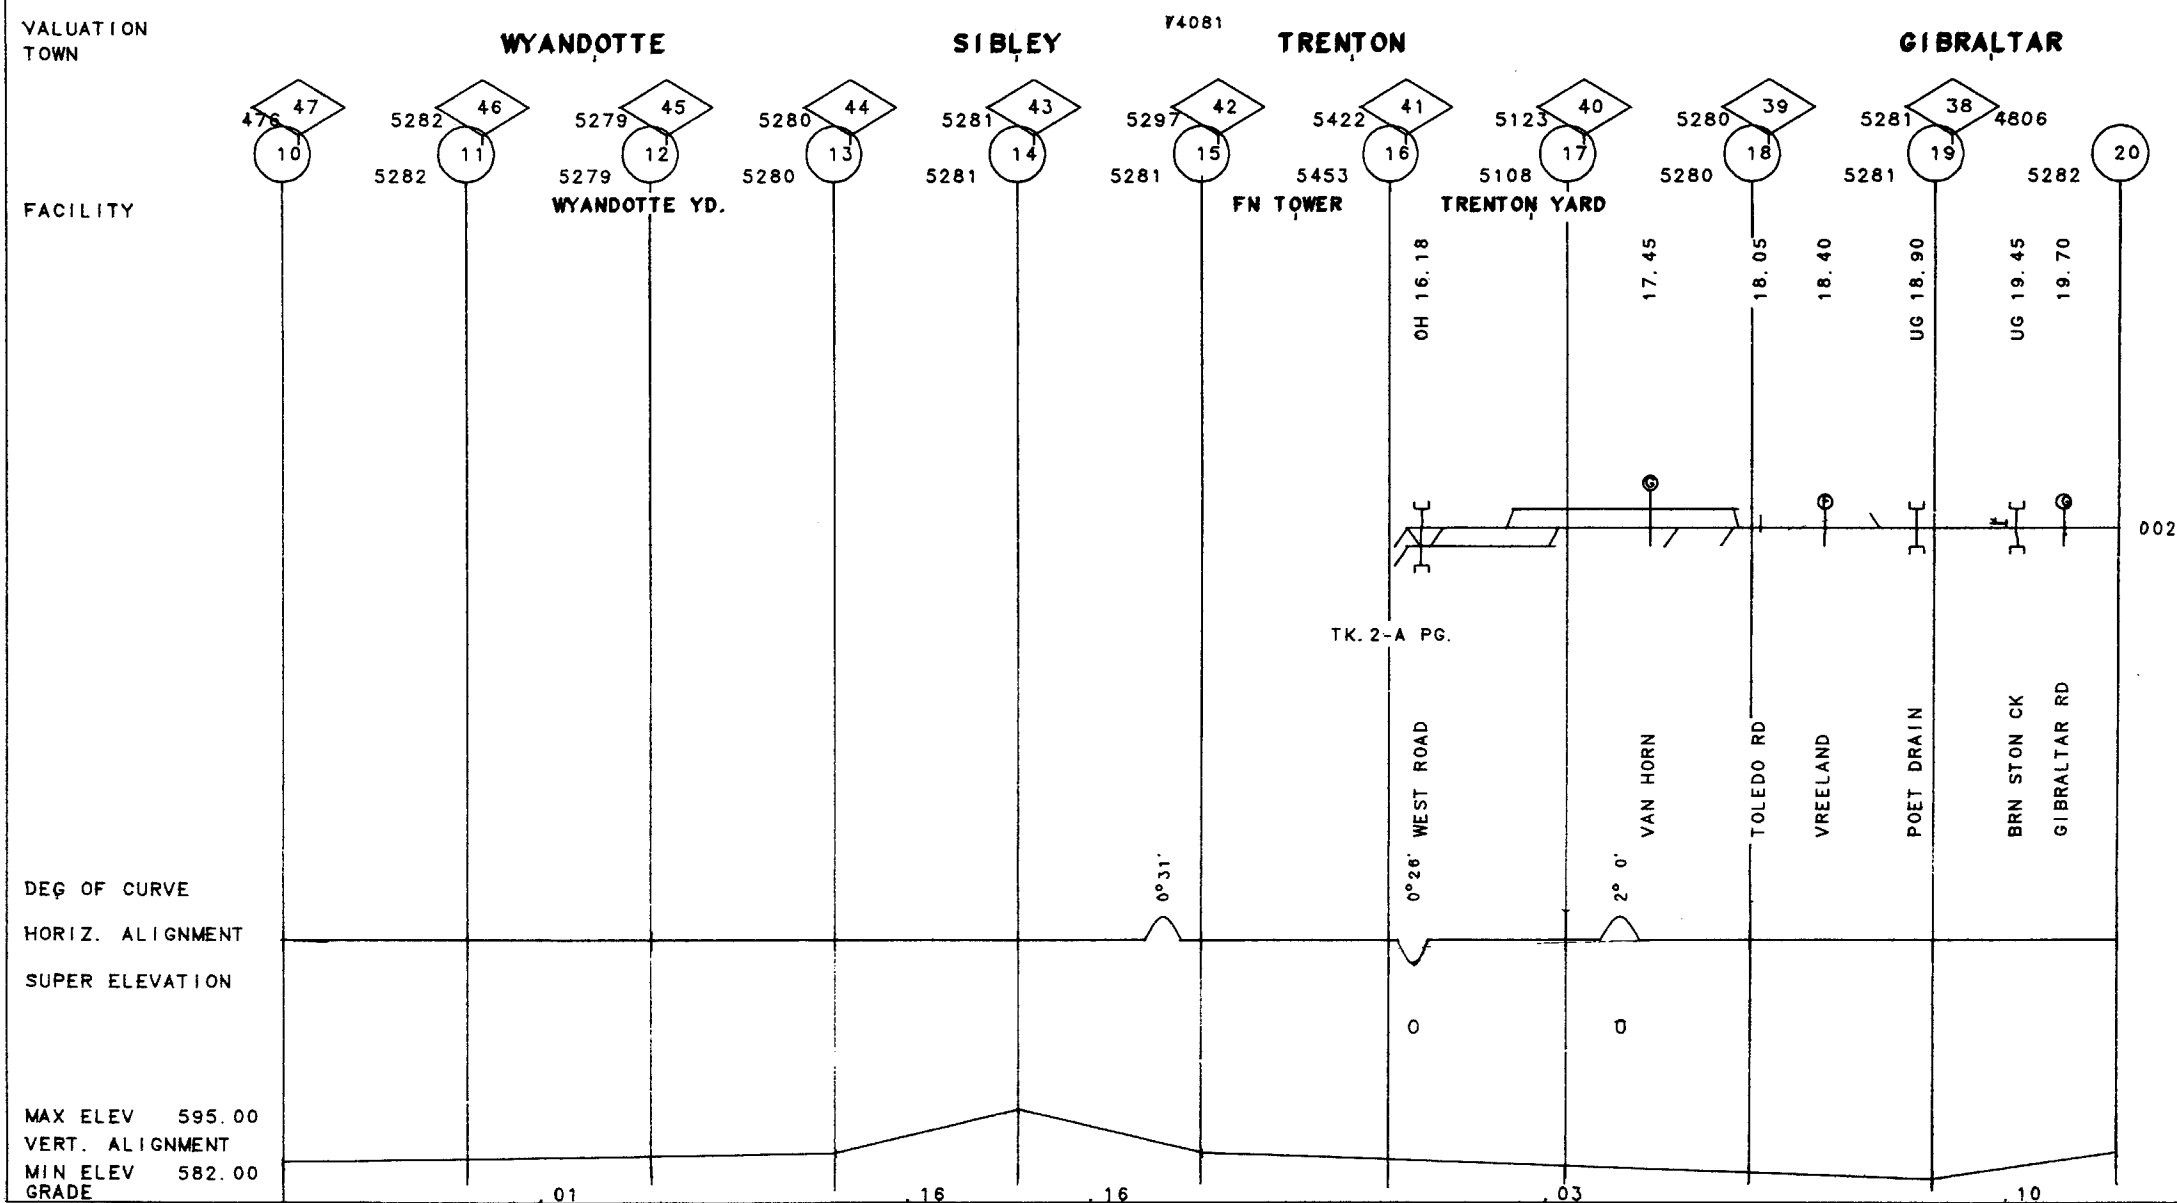 VALUATION ⁠V4081
TOWN WYANDOTTE SIBLEY TRENTON GIBRALTAR
47 46 45 44 43 42 41 40 39 38
476 5282 5279 5280 5281 5297 5422 5123 5280 5281 4806
10 11 12 13 14 15 16 17 18 19 20
5282 5279 5280 5281 5281 5453 5108 5280 5281 5282
FACILITY WYANDOTTE YD. FN TOWER TRENTON YARD
OH 16.18 17.45 18.05 18.40 UG 18.90 UG 19.45 19.70
G F G
002
TK.2-A PG.
WEST ROAD VAN HORN TOLEDO RD VREELAND POET DRAIN BRN STON CK GIBRALTAR RD
DEG OF CURVE 0°31' 0°26' 2° 0'
HORIZ. ALIGNMENT
SUPER ELEVATION
0 0
MAX ELEV 595.00
VERT. ALIGNMENT
MIN ELEV 582.00
GRADE .01 .16 .16 .03 .10